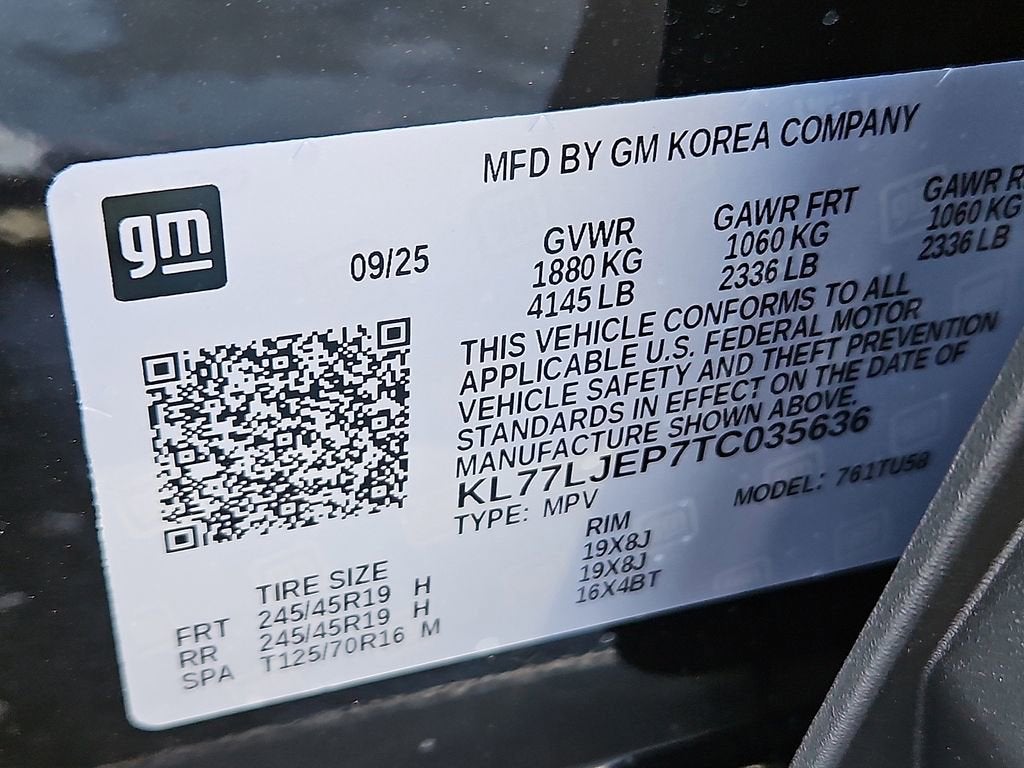 gm
MFD BY GM KOREA COMPANY
09/25
GVWR
1880 KG
4145 LB
GAWR FRT
1060 KG
2336 LB
GAWR R
1060 KG
2336 LB
THIS VEHICLE CONFORMS TO ALL
APPLICABLE U.S. FEDERAL MOTOR
VEHICLE SAFETY AND THEFT PREVENTION
STANDARDS IN EFFECT ON THE DATE OF
MANUFACTURE SHOWN ABOVE.
KL77LJEP7TC035636
TYPE: MPV
MODEL: 761TU58
TIRE SIZE
RIM
FRT 245/45R19 H 19X8J
RR 245/45R19 H 19X8J
SPA T125/70R16 M 16X4BT